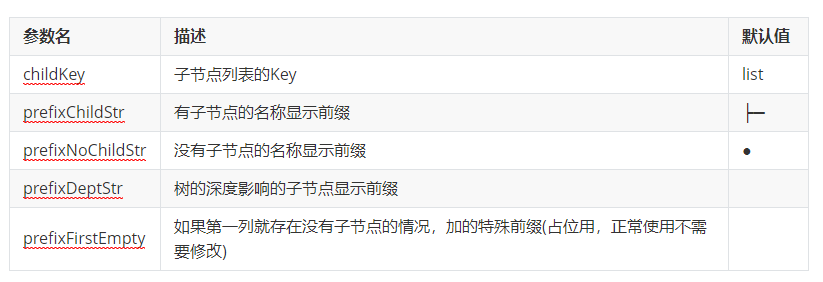 参数名 描述 默认值
childKey 子节点列表的Key list
prefixChildStr 有子节点的名称显示前缀 ├─
prefixNoChildStr 没有子节点的名称显示前缀 ●
prefixDeptStr 树的深度影响的子节点显示前缀
prefixFirstEmpty 如果第一列就存在没有子节点的情况，加的特殊前缀(占位用，正常使用不需
要修改)